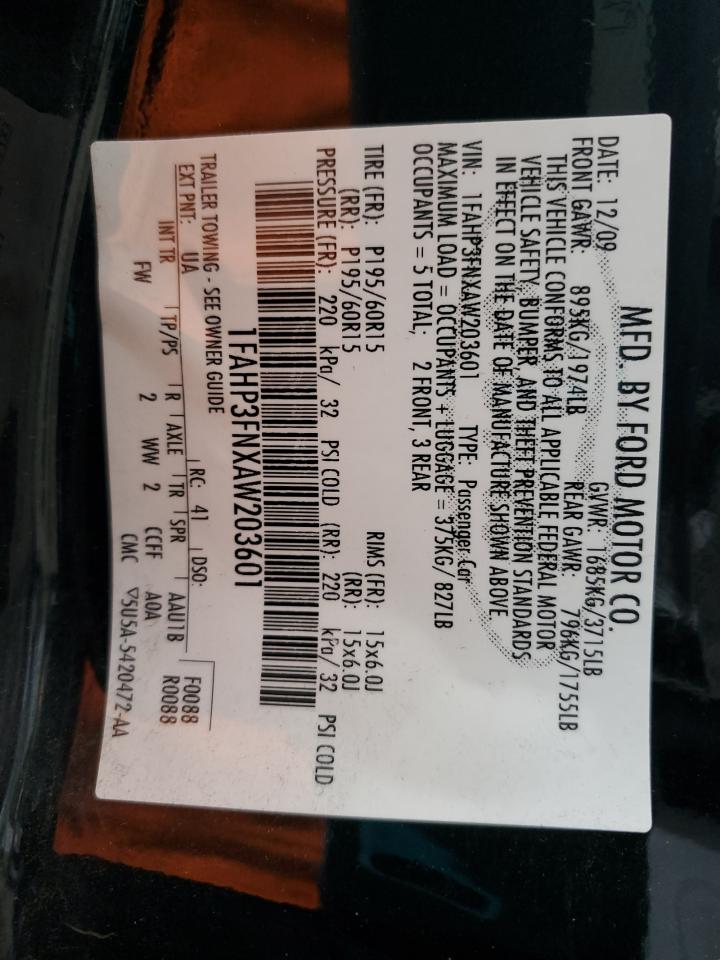 MFD. BY FORD MOTOR CO.
DATE: 12/09 GVWR: 1685KG/3715LB
FRONT GAWR: 895KG/1974LB REAR GAWR: 796KG/1755LB
THIS VEHICLE CONFORMS TO ALL APPLICABLE FEDERAL MOTOR
VEHICLE SAFETY, BUMPER, AND THEFT PREVENTION STANDARDS
IN EFFECT ON THE DATE OF MANUFACTURE SHOWN ABOVE
VIN: 1FAHP3FNXAW203601 TYPE: Passenger Car
MAXIMUM LOAD = OCCUPANTS + LUGGAGE = 375KG/ 827LB
OCCUPANTS = 5 TOTAL, 2 FRONT, 3 REAR
TIRE (FR): P195/60R15 RIMS (FR): 15x6.0J
(RR): P195/60R15 (RR): 15x6.0J
PRESSURE (FR): 220 kPa/ 32 PSI COLD (RR): 220 kPa/ 32 PSI COLD
1FAHP3FNXAW203601
TRAILER TOWING - SEE OWNER GUIDE
EXT PNT: UA RC: 41 DSO: F0088
R0088
INT TR TP/PS R AXLE TR SPR AAU1B
FW 2 WW 2 CCFF A0A
CMC ▽5U5A-5420472-AA